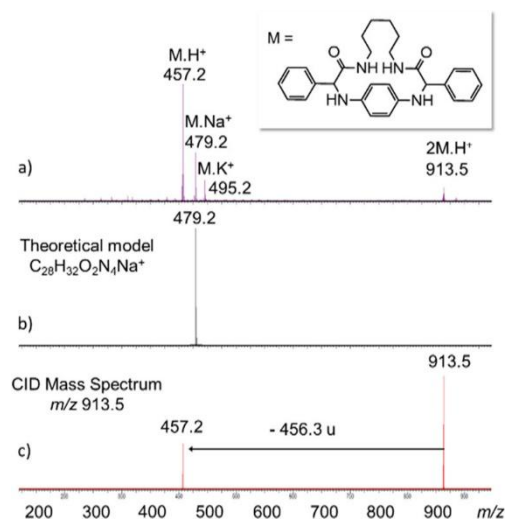 M =
O
O
NH HN
HN
NH
M.H⁺
457.2
M.Na⁺
479.2
M.K⁺
495.2
2M.H⁺
913.5
a)
479.2
Theoretical model
C₂₈H₃₂O₂N₄Na⁺
b)
913.5
CID Mass Spectrum
m/z 913.5
457.2
- 456.3 u
c)
200 300 400 500 600 700 800 900 m/z